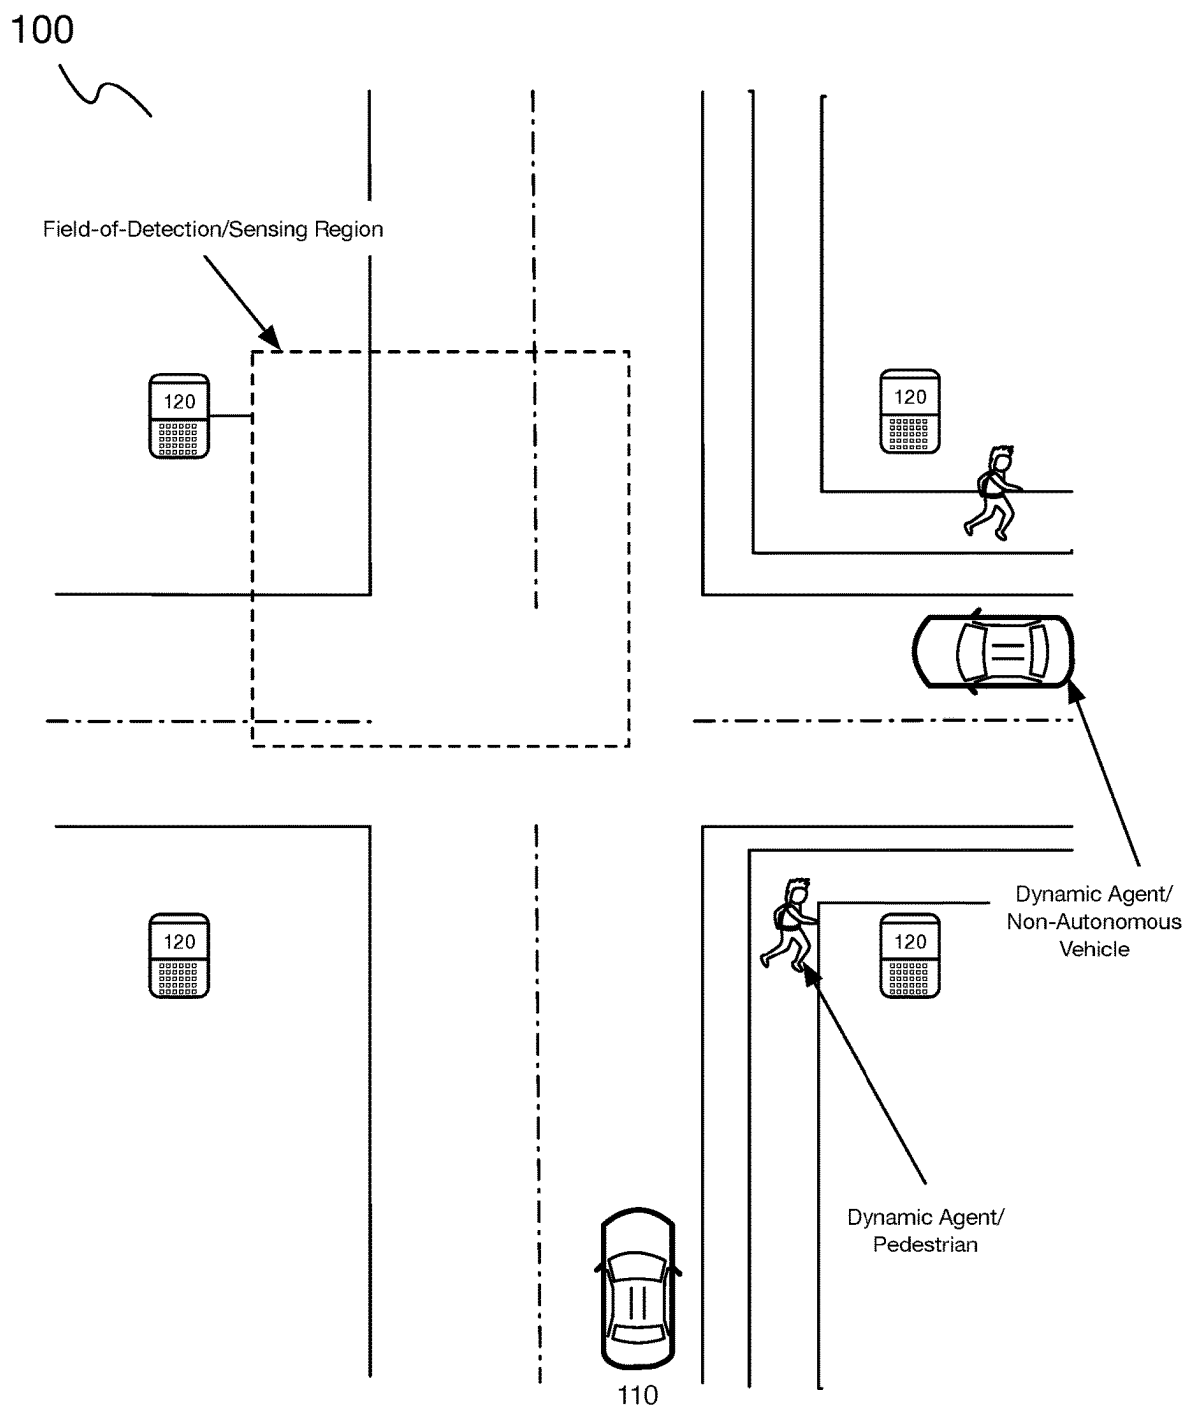 100
Field-of-Detection/Sensing Region
120
120
120
120
Dynamic Agent/
Non-Autonomous
Vehicle
Dynamic Agent/
Pedestrian
110